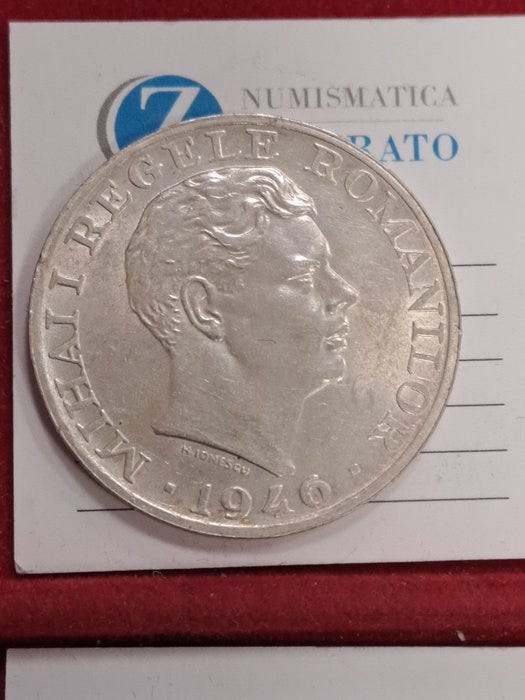 Z NUMISMATICA
RATO
MIHAI I REGELE ROMANILOR
H. IONESCU
· 1946 ·